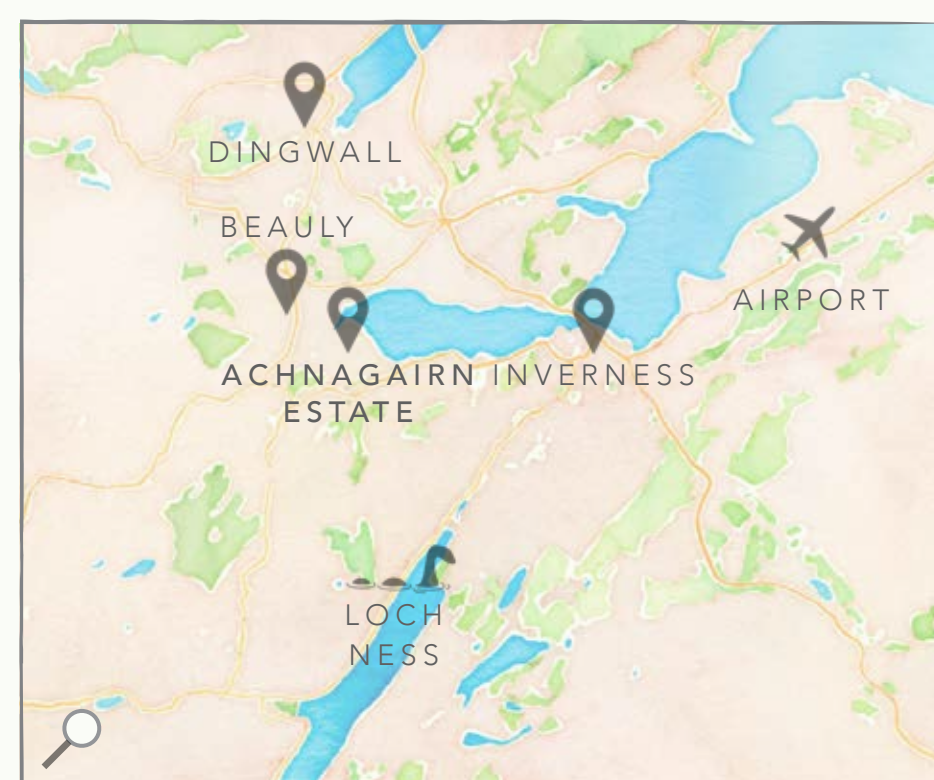 DINGWALL
BEAULY
AIRPORT
ACHNAGAIRN
ESTATE
INVERNESS
LOCH
NESS